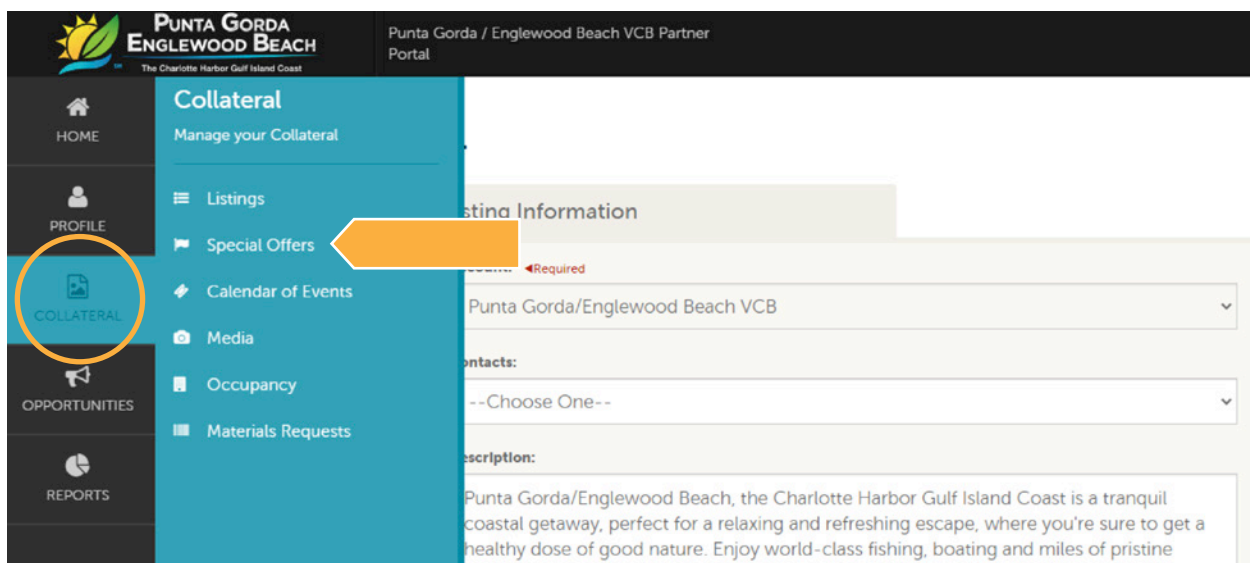 PUNTA GORDA
ENGLEWOOD BEACH
The Charlotte Harbor Gulf Island Coast
Punta Gorda / Englewood Beach VCB Partner
Portal
HOME
PROFILE
COLLATERAL
OPPORTUNITIES
REPORTS
Collateral
Manage your Collateral
Listings
Special Offers
Calendar of Events
Media
Occupancy
Materials Requests
sting Information
◄Required
Punta Gorda/Englewood Beach VCB
ontacts:
--Choose One--
escription:
Punta Gorda/Englewood Beach, the Charlotte Harbor Gulf Island Coast is a tranquil
coastal getaway, perfect for a relaxing and refreshing escape, where you're sure to get a
healthy dose of good nature. Enjoy world-class fishing, boating and miles of pristine